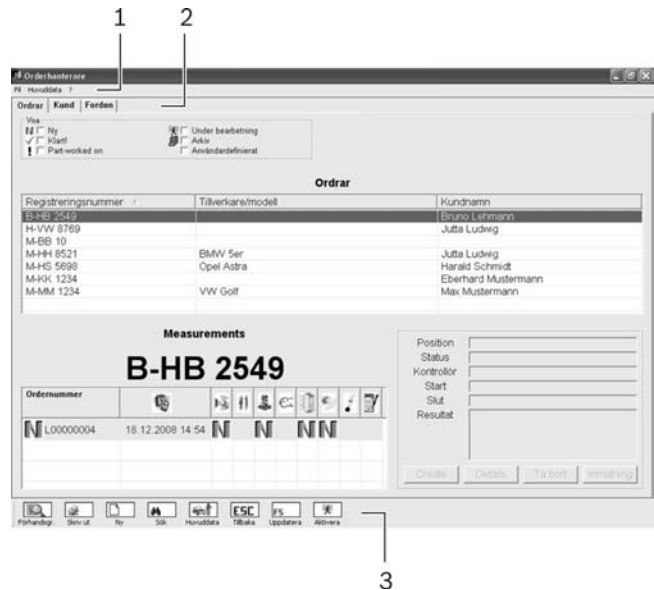 1 2
Orderhanterare
Fil Huvuddata ?
Ordrar Kund Fordon
Visa
Ny Under bearbetning
Klart! Arkiv
Part-worked on Användardefinierat
Ordrar
Registreringsnummer / Tillverkare/modell Kundnamn
B-HB 2549 Bruno Lehmann
H-VW 8769 Jutta Ludwig
M-BB 10
M-HH 8521 BMW 5er Jutta Ludwig
M-HS 5698 Opel Astra Harald Schmidt
M-KK 1234 Eberhard Mustermann
M-MM 1234 VW Golf Max Mustermann
Measurements
B-HB 2549
Ordernummer
L00000004 18.12.2008 14:54
Position
Status
Kontrollör
Start
Slut
Resultat
Create Details Ta bort Inmatning
ESC F5
Förhandsgr. Skriv ut Ny Sök Huvuddata Tillbaka Uppdatera Aktivera
3